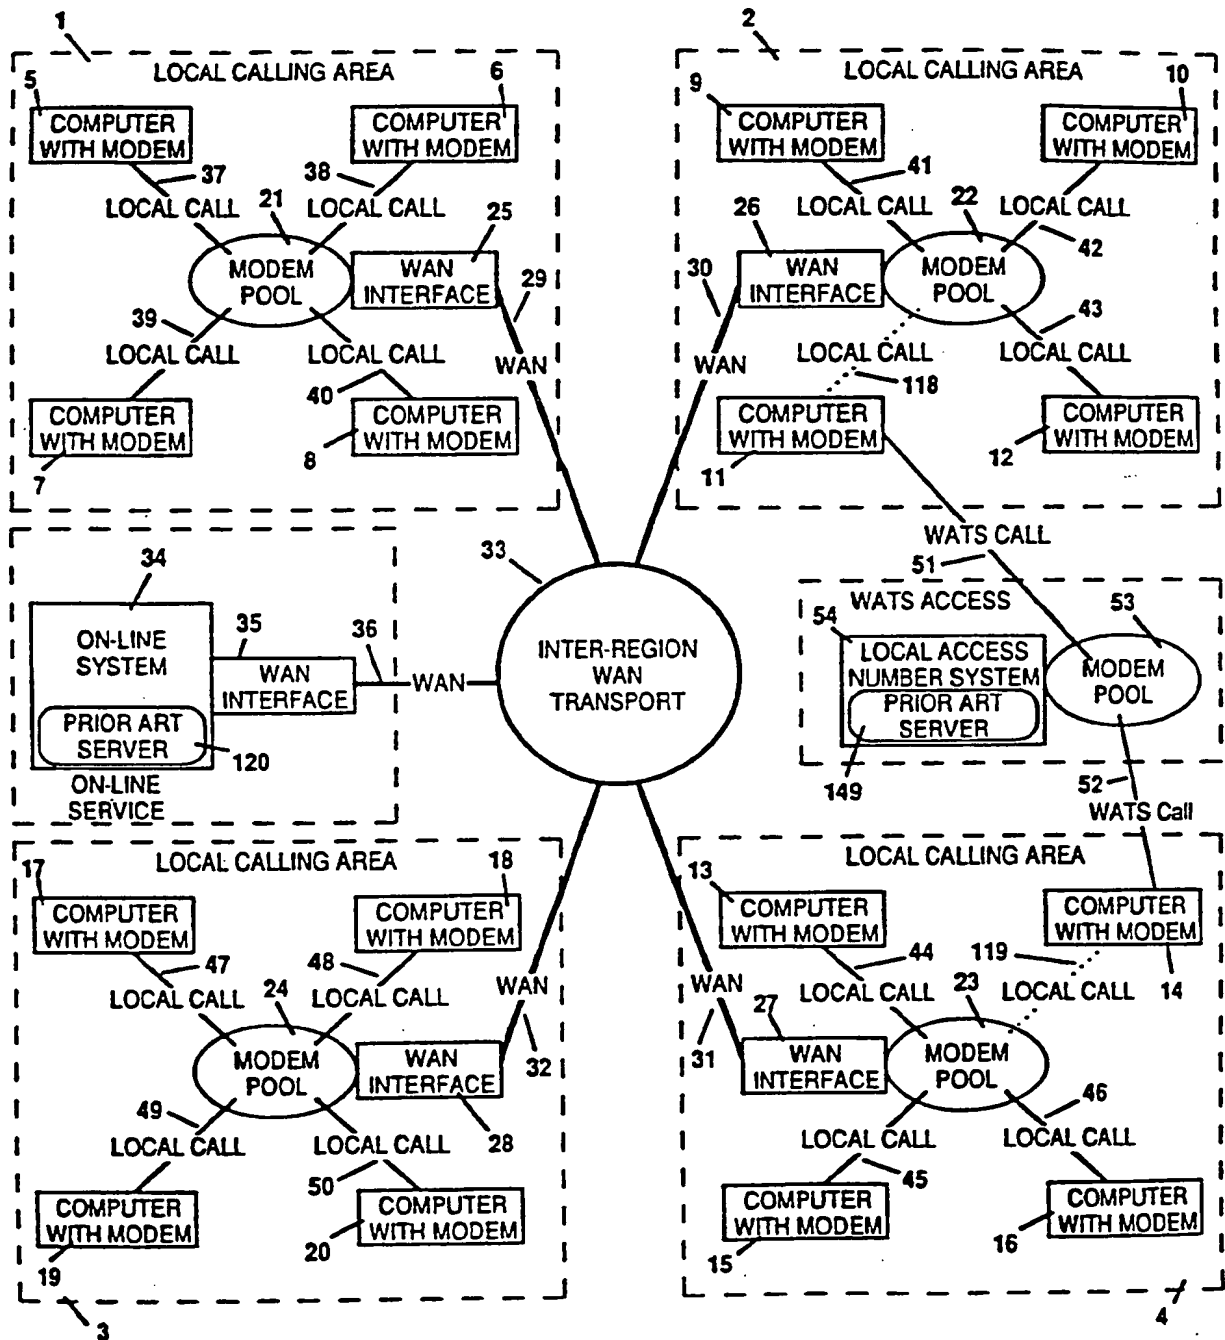 1
2
LOCAL CALLING AREA
5
6
COMPUTER
WITH MODEM
COMPUTER
WITH MODEM
37
38
LOCAL CALL
21
LOCAL CALL
25
MODEM
POOL
WAN
INTERFACE
29
39
LOCAL CALL
LOCAL CALL
WAN
40
COMPUTER
WITH MODEM
COMPUTER
WITH MODEM
7
8
LOCAL CALLING AREA
9
10
COMPUTER
WITH MODEM
COMPUTER
WITH MODEM
41
26
LOCAL CALL
22
LOCAL CALL
42
30
WAN
INTERFACE
MODEM
POOL
43
WAN
LOCAL CALL
LOCAL CALL
118
COMPUTER
WITH MODEM
COMPUTER
WITH MODEM
11
12
WATS CALL
51
34
ON-LINE
SYSTEM
35
36
WAN
INTERFACE
WAN
PRIOR ART
SERVER
120
ON-LINE
SERVICE
33
INTER-REGION
WAN
TRANSPORT
WATS ACCESS
53
54
LOCAL ACCESS
NUMBER SYSTEM
PRIOR ART
SERVER
MODEM
POOL
149
52
WATS Call
LOCAL CALLING AREA
17
18
COMPUTER
WITH MODEM
COMPUTER
WITH MODEM
47
48
LOCAL CALL
24
LOCAL CALL
WAN
MODEM
POOL
WAN
INTERFACE
32
49
LOCAL CALL
LOCAL CALL
28
50
COMPUTER
WITH MODEM
COMPUTER
WITH MODEM
19
20
3
LOCAL CALLING AREA
13
COMPUTER
WITH MODEM
COMPUTER
WITH MODEM
44
119
WAN
LOCAL CALL
23
LOCAL CALL
14
27
31
WAN
INTERFACE
MODEM
POOL
46
LOCAL CALL
LOCAL CALL
45
COMPUTER
WITH MODEM
COMPUTER
WITH MODEM
15
16
4